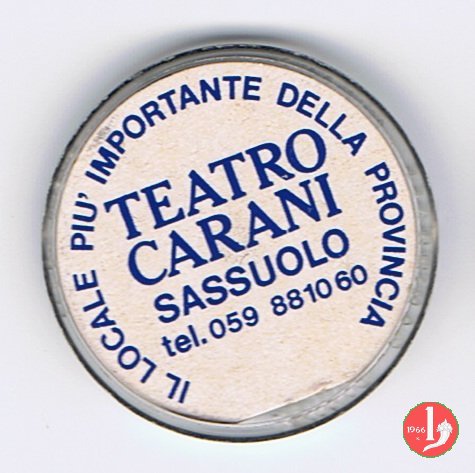 IL LOCALE PIU' IMPORTANTE DELLA PROVINCIA
TEATRO
CARANI
SASSUOLO
tel. 059 881060
1966